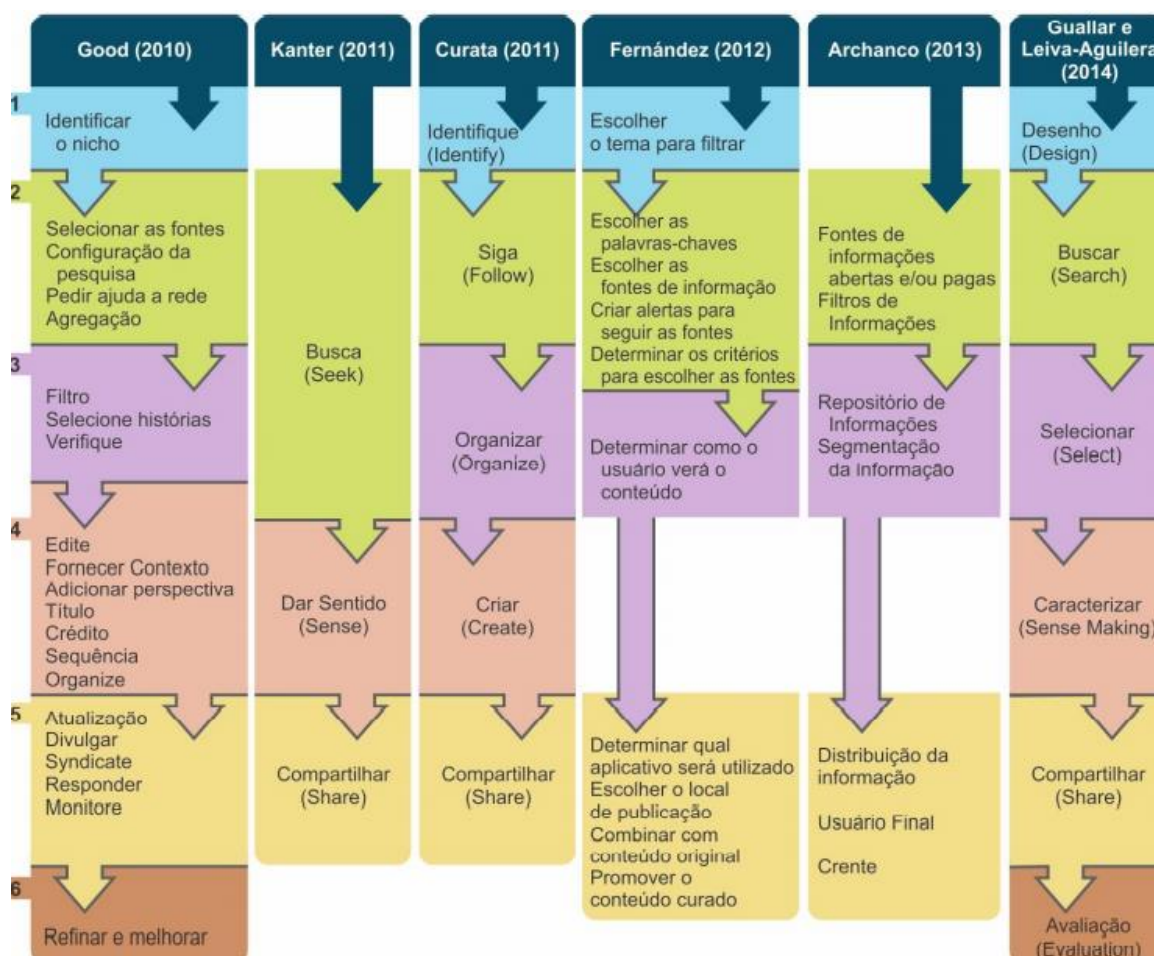 Good (2010)
Kanter (2011)
Curata (2011)
Fernández (2012)
Archanco (2013)
Guallar e
Leiva-Aguilera
(2014)
1
Identificar
o nicho
Identifique
(Identify)
Escolher
o tema para filtrar
Desenho
(Design)
2
Selecionar as fontes
Configuração da
pesquisa
Pedir ajuda a rede
Agregação
Busca
(Seek)
Siga
(Follow)
Escolher as
palavras-chaves
Escolher as
fontes de informação
Criar alertas para
seguir as fontes
Determinar os critérios
para escolher as fontes
Fontes de
informações
abertas e/ou pagas
Filtros de
Informações
Buscar
(Search)
3
Filtro
Selecione histórias
Verifique
Organizar
(Organize)
Determinar como o
usuário verá o
conteúdo
Repositório de
Informações
Segmentação
da informação
Selecionar
(Select)
4
Edite
Fornecer Contexto
Adicionar perspectiva
Título
Crédito
Sequência
Organize
Dar Sentido
(Sense)
Criar
(Create)
Caracterizar
(Sense Making)
5
Atualização
Divulgar
Syndicate
Responder
Monitore
Compartilhar
(Share)
Compartilhar
(Share)
Determinar qual
aplicativo será utilizado
Escolher o local
de publicação
Combinar com
conteúdo original
Promover o
conteúdo curado
Distribuição da
informação
Usuário Final
Crente
Compartilhar
(Share)
6
Refinar e melhorar
Avaliação
(Evaluation)